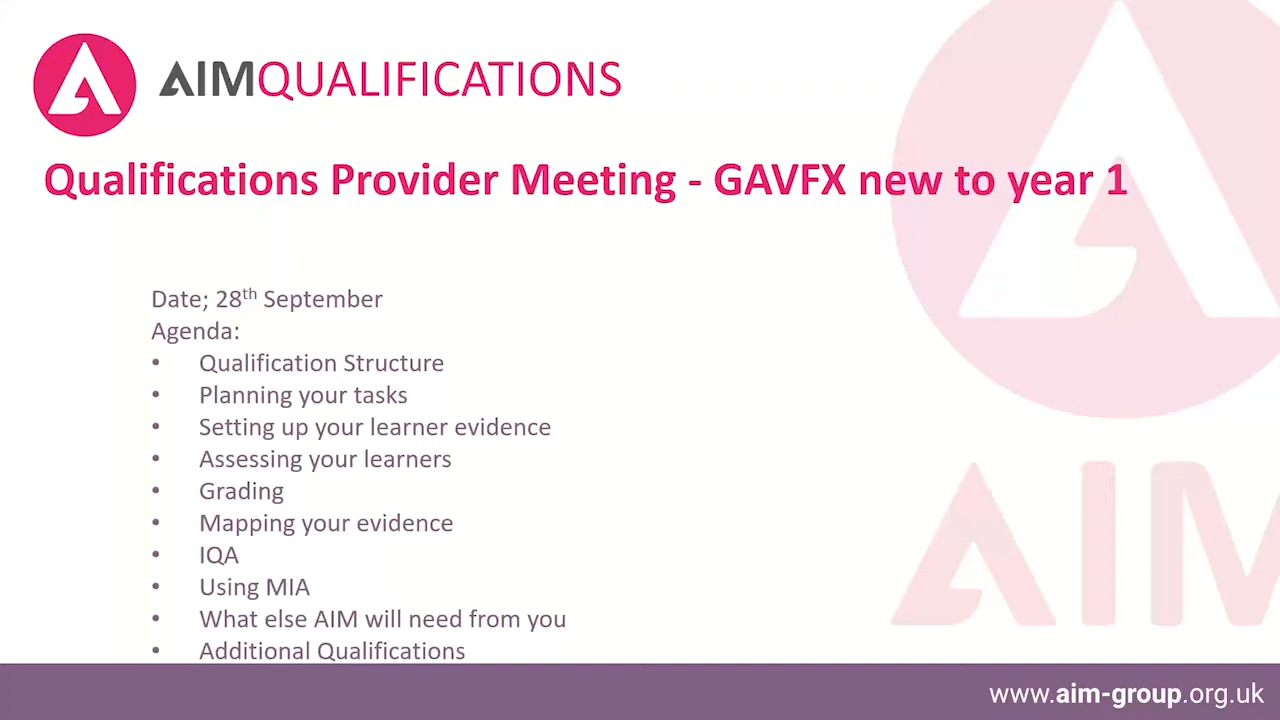 AIMQUALIFICATIONS
Qualifications Provider Meeting - GAVFX new to year 1
Date; 28th September
Agenda:
• Qualification Structure
• Planning your tasks
• Setting up your learner evidence
• Assessing your learners
• Grading
• Mapping your evidence
• IQA
• Using MIA
• What else AIM will need from you
• Additional Qualifications
AIM
www.aim-group.org.uk